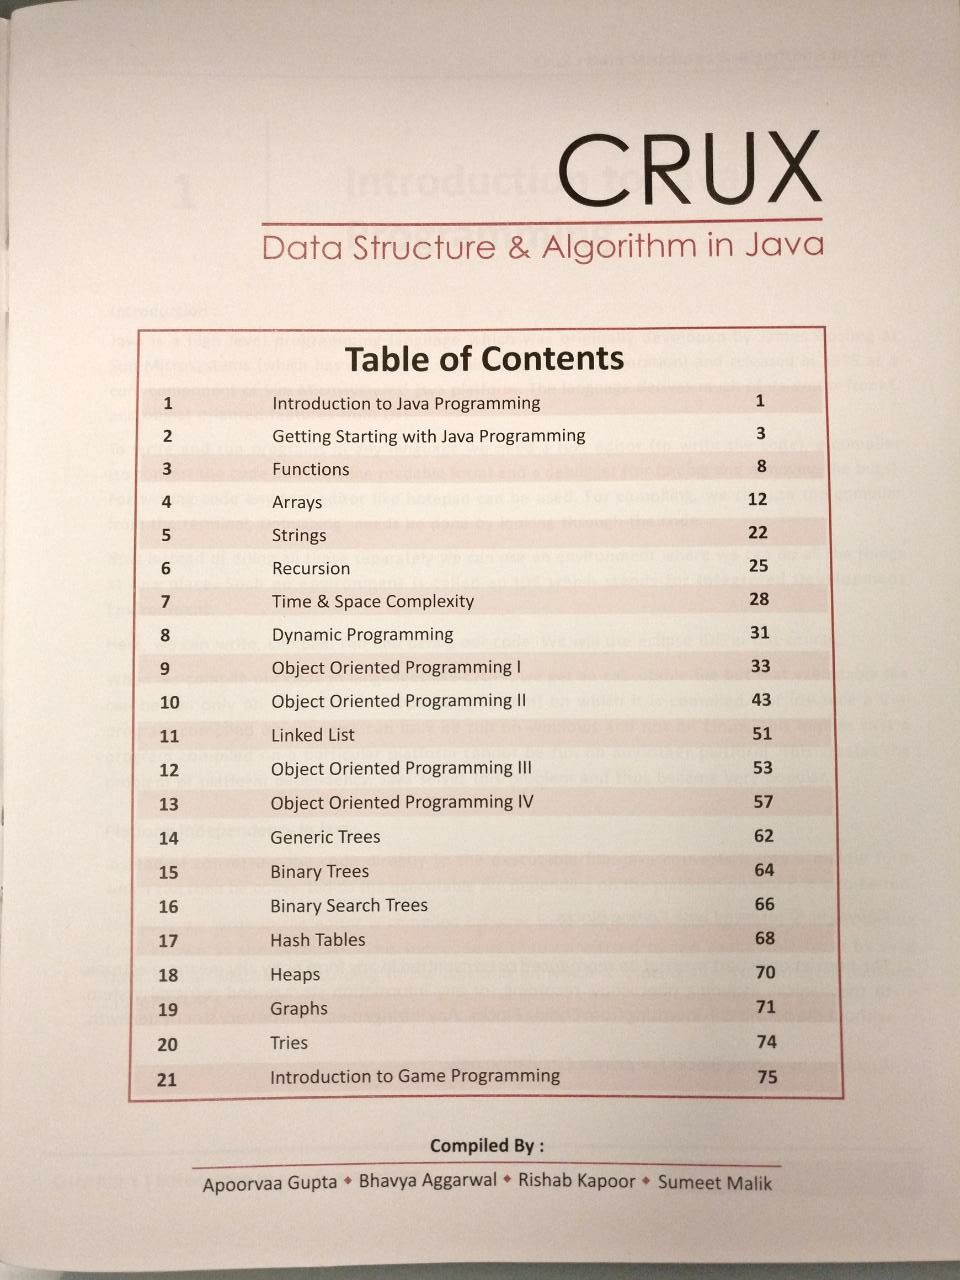 CRUX
Data Structure & Algorithm in Java
Table of Contents
1 Introduction to Java Programming 1
2 Getting Starting with Java Programming 3
3 Functions 8
4 Arrays 12
5 Strings 22
6 Recursion 25
7 Time & Space Complexity 28
8 Dynamic Programming 31
9 Object Oriented Programming I 33
10 Object Oriented Programming II 43
11 Linked List 51
12 Object Oriented Programming III 53
13 Object Oriented Programming IV 57
14 Generic Trees 62
15 Binary Trees 64
16 Binary Search Trees 66
17 Hash Tables 68
18 Heaps 70
19 Graphs 71
20 Tries 74
21 Introduction to Game Programming 75
Compiled By :
Apoorvaa Gupta ◆ Bhavya Aggarwal ◆ Rishab Kapoor ◆ Sumeet Malik